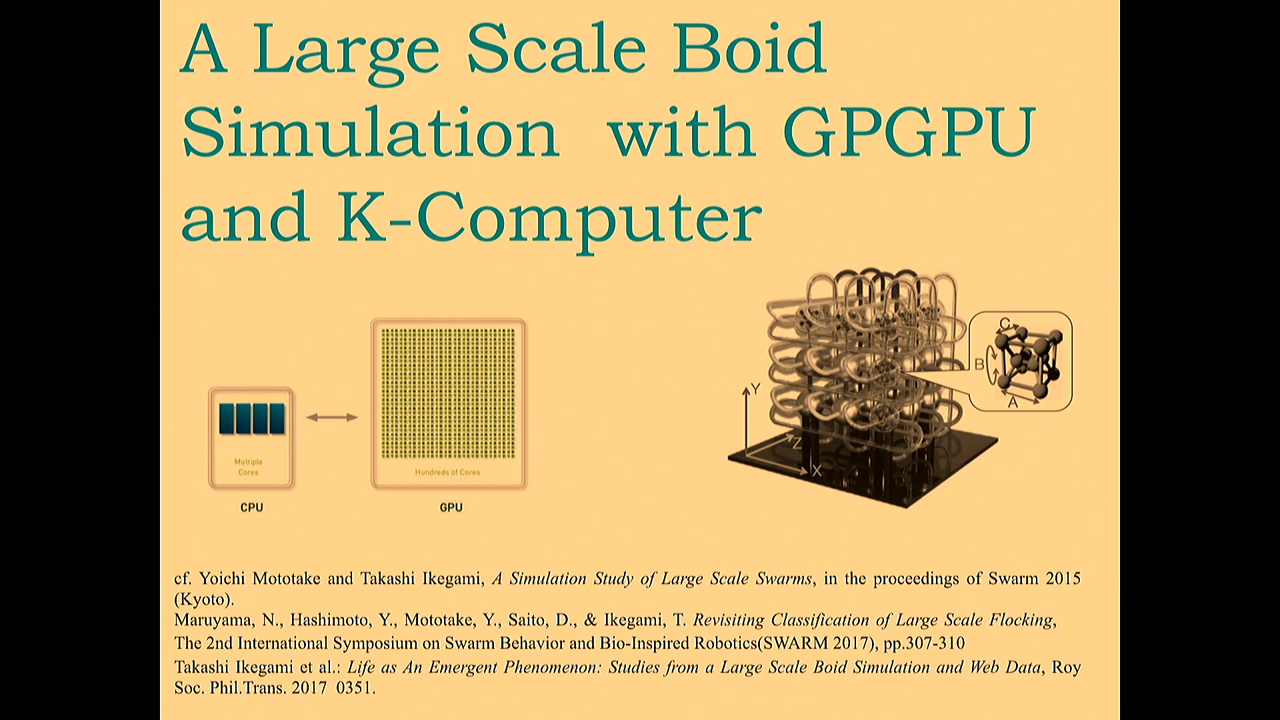 A Large Scale Boid
Simulation with GPGPU
and K-Computer
Multiple
Cores
CPU
Hundreds of Cores
GPU
Y
Z
X
C
B
A
cf. Yoichi Mototake and Takashi Ikegami, A Simulation Study of Large Scale Swarms, in the proceedings of Swarm 2015
(Kyoto).
Maruyama, N., Hashimoto, Y., Mototake, Y., Saito, D., & Ikegami, T. Revisiting Classification of Large Scale Flocking,
The 2nd International Symposium on Swarm Behavior and Bio-Inspired Robotics(SWARM 2017), pp.307-310
Takashi Ikegami et al.: Life as An Emergent Phenomenon: Studies from a Large Scale Boid Simulation and Web Data, Roy
Soc. Phil.Trans. 2017 0351.